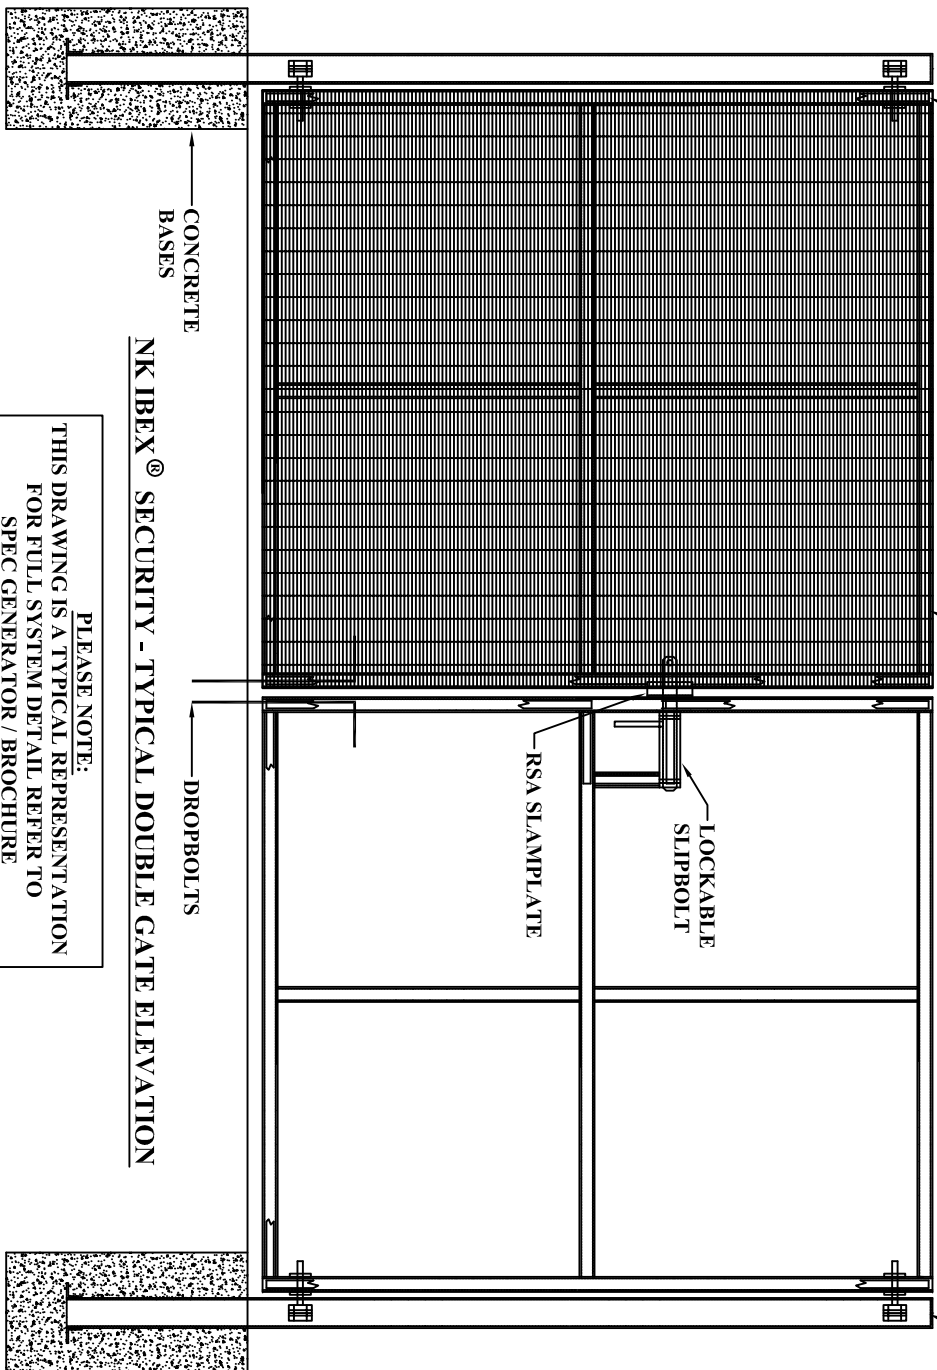 LOCKABLE
SLIPBOLT
RSA SLAMPLATE
CONCRETE
BASES
DROPBOLTS
NK IBEX® SECURITY - TYPICAL DOUBLE GATE ELEVATION
PLEASE NOTE:
THIS DRAWING IS A TYPICAL REPRESENTATION
FOR FULL SYSTEM DETAIL REFER TO
SPEC GENERATOR / BROCHURE